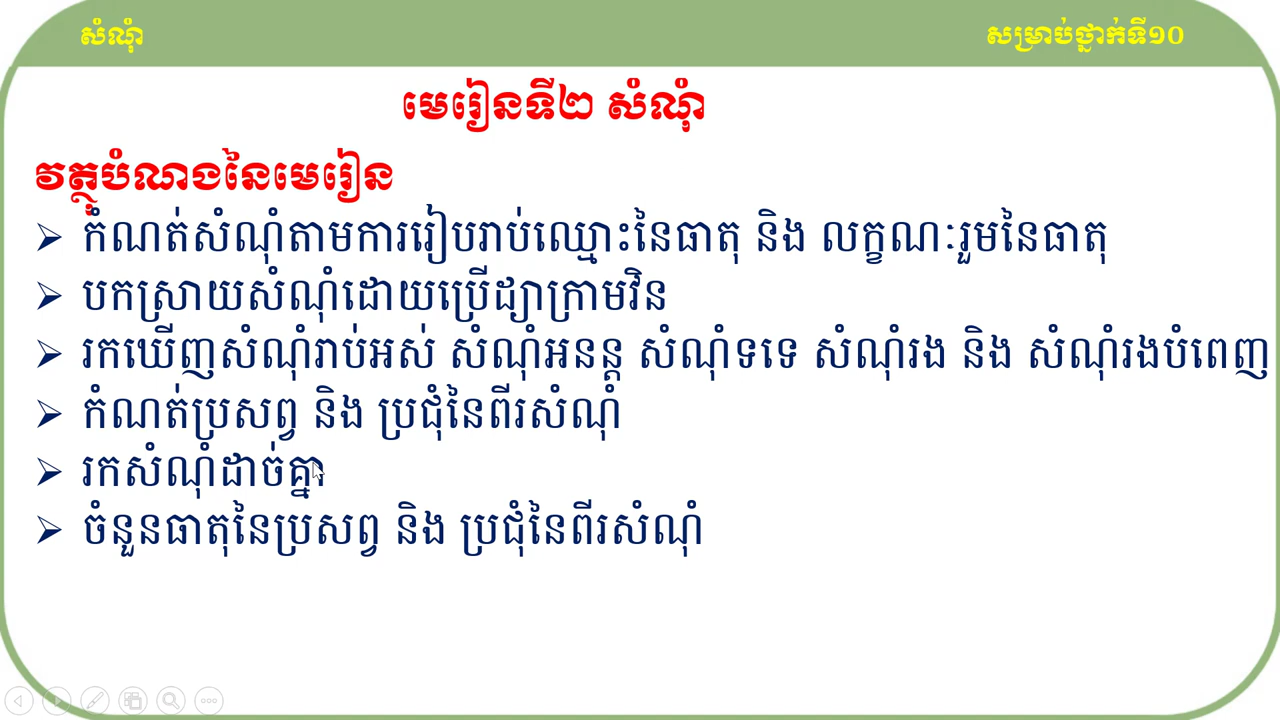 សំណុំ
សម្រាប់ថ្នាក់ទី១០
មេរៀនទី២ សំណុំ
វត្ថុបំណងនៃមេរៀន
➢ កំណត់សំណុំតាមការរៀបរាប់ឈ្មោះនៃធាតុ និង លក្ខណៈរួមនៃធាតុ
➢ បកស្រាយសំណុំដោយប្រើដ្យាក្រាមវិន
➢ រកឃើញសំណុំរាប់អស់ សំណុំអនន្ត សំណុំទទេ សំណុំរង និង សំណុំរងបំពេញ
➢ កំណត់ប្រសព្វ និង ប្រជុំនៃពីរសំណុំ
➢ រកសំណុំដាច់គ្នា
➢ ចំនួនធាតុនៃប្រសព្វ និង ប្រជុំនៃពីរសំណុំ